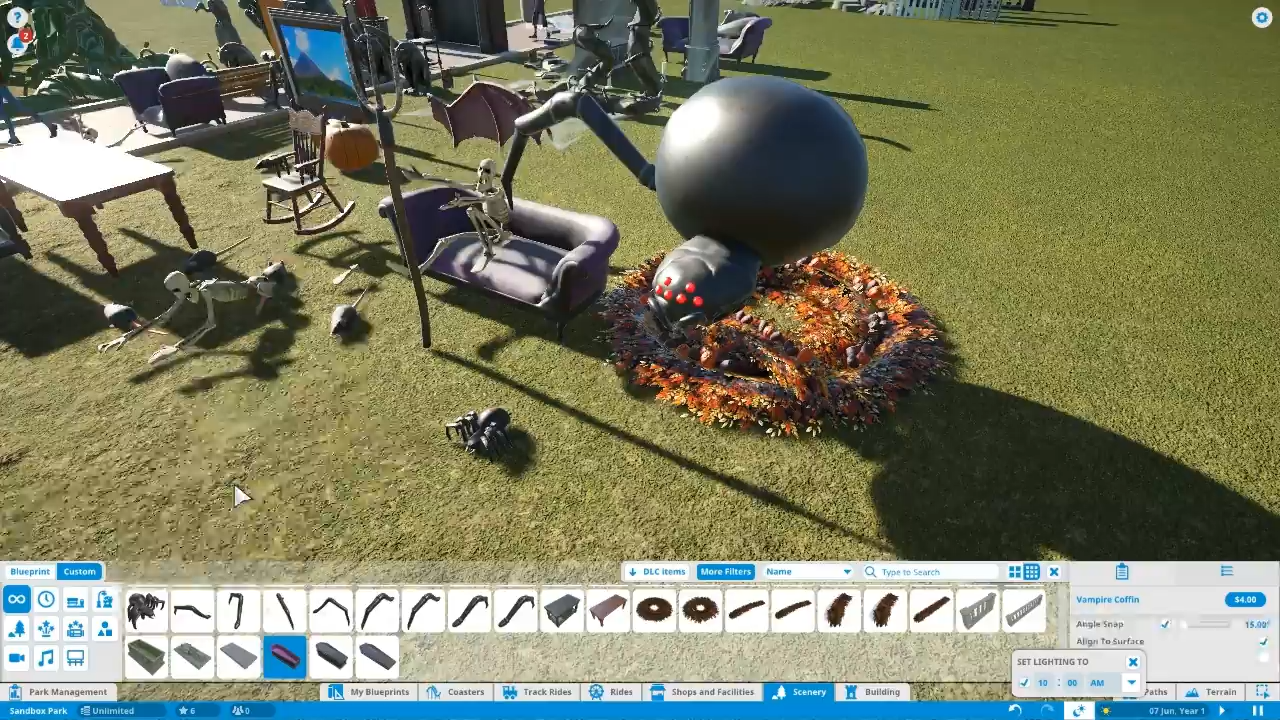 ?
2
Blueprint
Custom
DLC Items
More Filters
Name
Type to Search
Vampire Coffin
$4.00
Angle Snap
15.00°
Align To Surface
SET LIGHTING TO
10 : 00 AM
Park Management
My Blueprints
Coasters
Track Rides
Rides
Shops and Facilities
Scenery
Building
Paths
Terrain
Sandbox Park
Unlimited
6
0
07 Jun, Year 1